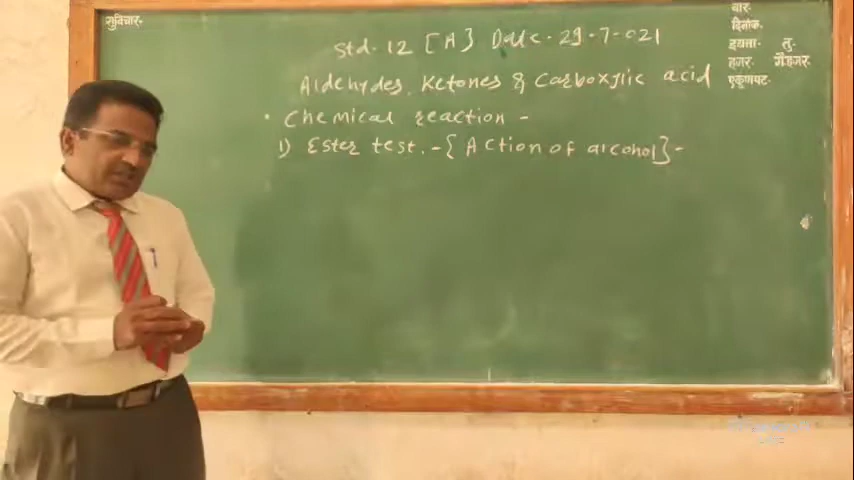 सुविचार-
वार-
दिनांक-
इयत्ता- तु-
हजर- गैरहजर-
एकूणपट-
Std. 12 [A] Date. 29.7-021
Aldehydes, Ketones & Carboxylic acid
• Chemical reaction -
1) Ester test. - { Action of alcohol] -